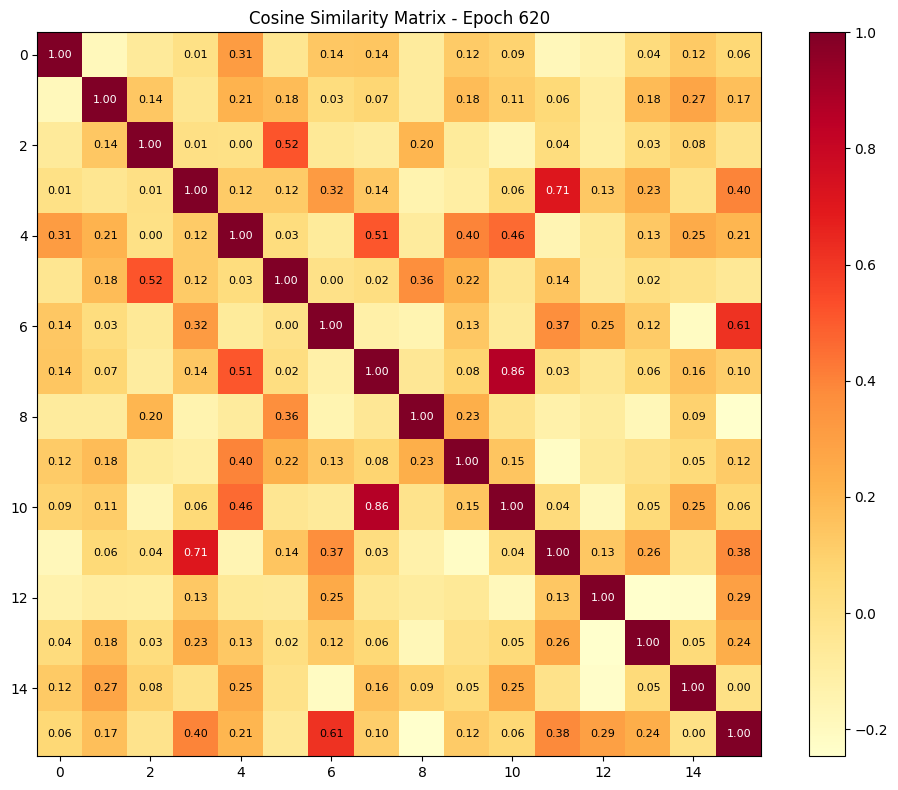 Cosine Similarity Matrix - Epoch 620
0 1.00 0.01 0.31 0.14 0.14 0.12 0.09 0.04 0.12 0.06
1.00 0.14 0.21 0.18 0.03 0.07 0.18 0.11 0.06 0.18 0.27 0.17
2 0.14 1.00 0.01 0.00 0.52 0.20 0.04 0.03 0.08
0.01 0.01 1.00 0.12 0.12 0.32 0.14 0.06 0.71 0.13 0.23 0.40
4 0.31 0.21 0.00 0.12 1.00 0.03 0.51 0.40 0.46 0.13 0.25 0.21
0.18 0.52 0.12 0.03 1.00 0.00 0.02 0.36 0.22 0.14 0.02
6 0.14 0.03 0.32 0.00 1.00 0.13 0.37 0.25 0.12 0.61
0.14 0.07 0.14 0.51 0.02 1.00 0.08 0.86 0.03 0.06 0.16 0.10
8 0.20 0.36 1.00 0.23 0.09
0.12 0.18 0.40 0.22 0.13 0.08 0.23 1.00 0.15 0.05 0.12
10 0.09 0.11 0.06 0.46 0.86 0.15 1.00 0.04 0.05 0.25 0.06
0.06 0.04 0.71 0.14 0.37 0.03 0.04 1.00 0.13 0.26 0.38
12 0.13 0.25 0.13 1.00 0.29
0.04 0.18 0.03 0.23 0.13 0.02 0.12 0.06 0.05 0.26 1.00 0.05 0.24
14 0.12 0.27 0.08 0.25 0.16 0.09 0.05 0.25 0.05 1.00 0.00
0.06 0.17 0.40 0.21 0.61 0.10 0.12 0.06 0.38 0.29 0.24 0.00 1.00
0 2 4 6 8 10 12 14
1.0
0.8
0.6
0.4
0.2
0.0
−0.2